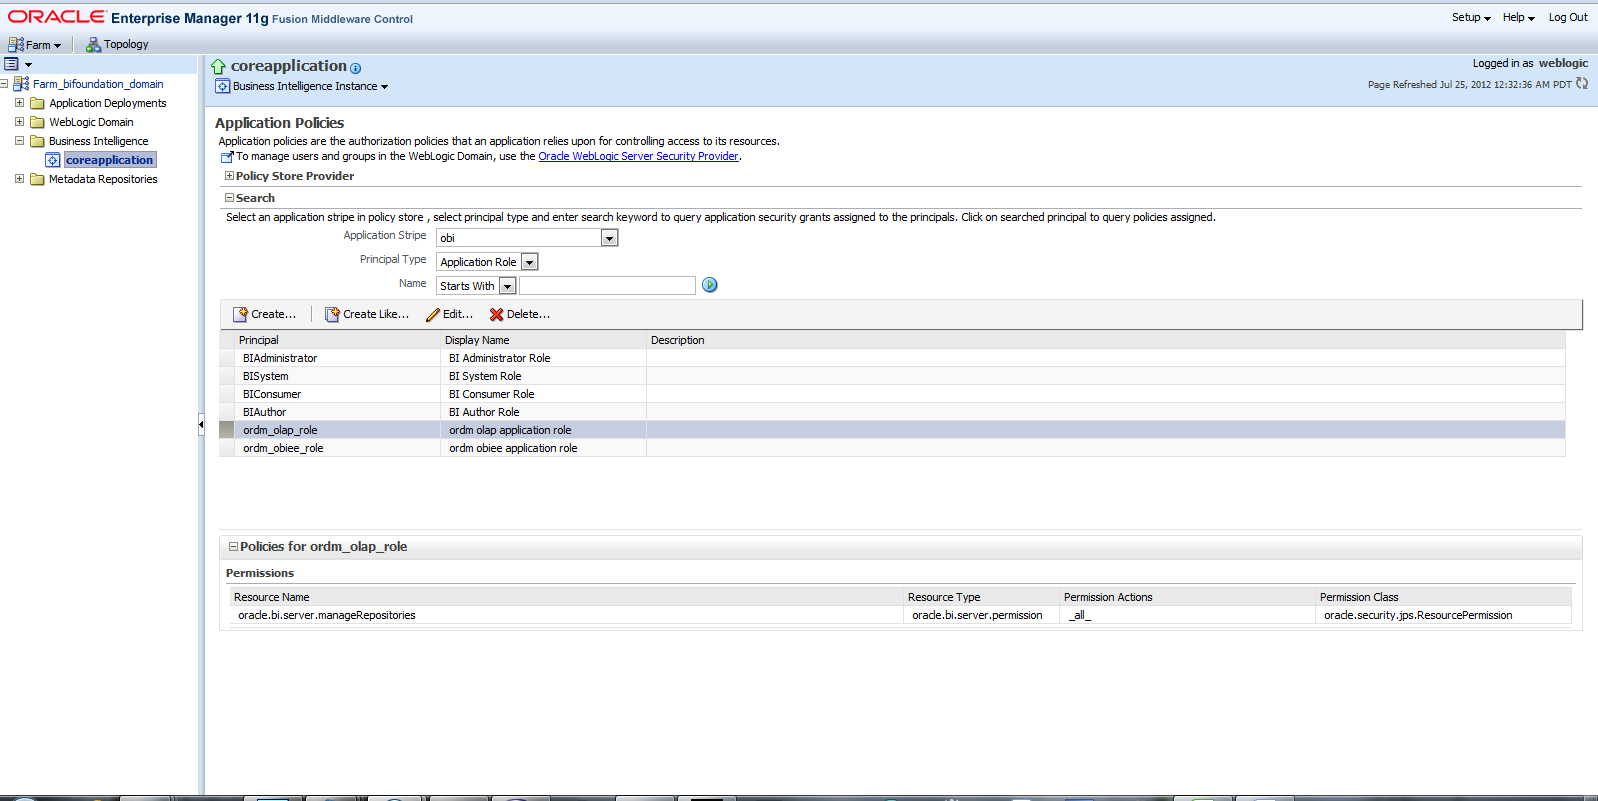 ORACLE Enterprise Manager 11g Fusion Middleware Control
Setup Help Log Out
Farm Topology
Farm_bifoundation_domain
Application Deployments
WebLogic Domain
Business Intelligence
coreapplication
Metadata Repositories
coreapplication
Logged in as weblogic
Business Intelligence Instance
Page Refreshed Jul 25, 2012 12:32:36 AM PDT
Application Policies
Application policies are the authorization policies that an application relies upon for controlling access to its resources.
To manage users and groups in the WebLogic Domain, use the Oracle WebLogic Server Security Provider.
Policy Store Provider
Search
Select an application stripe in policy store , select principal type and enter search keyword to query application security grants assigned to the principals. Click on searched principal to query policies assigned.
Application Stripe obi
Principal Type Application Role
Name Starts With
Create... Create Like... Edit... Delete...
Principal Display Name Description
BIAdministrator BI Administrator Role
BISystem BI System Role
BIConsumer BI Consumer Role
BIAuthor BI Author Role
ordm_olap_role ordm olap application role
ordm_obiee_role ordm obiee application role
Policies for ordm_olap_role
Permissions
Resource Name Resource Type Permission Actions Permission Class
oracle.bi.server.manageRepositories oracle.bi.server.permission _all_ oracle.security.jps.ResourcePermission